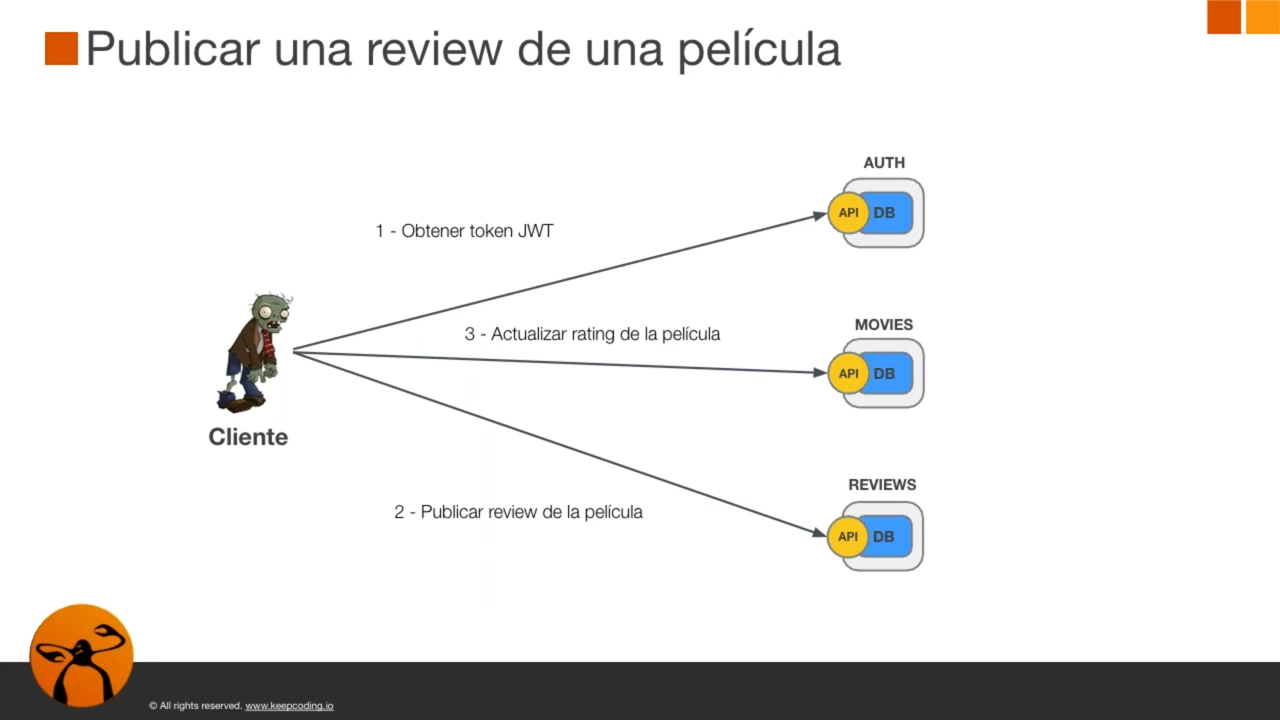 Publicar una review de una película
AUTH
API
DB
1 - Obtener token JWT
MOVIES
3 - Actualizar rating de la película
API
DB
Cliente
REVIEWS
2 - Publicar review de la película
API
DB
© All rights reserved. www.keepcoding.io